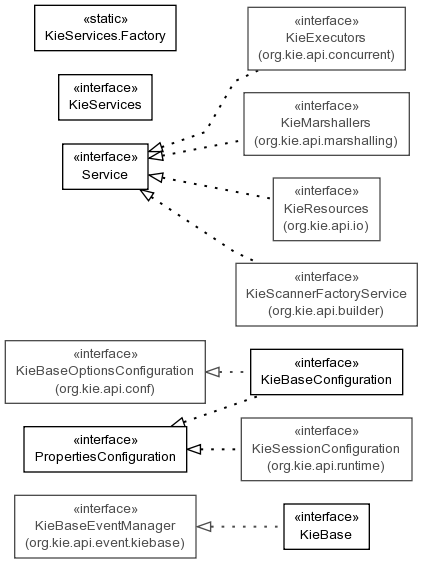 «static»
KieServices.Factory
«interface»
KieExecutors
(org.kie.api.concurrent)
«interface»
KieServices
«interface»
KieMarshallers
(org.kie.api.marshalling)
«interface»
Service
«interface»
KieResources
(org.kie.api.io)
«interface»
KieScannerFactoryService
(org.kie.api.builder)
«interface»
KieBaseOptionsConfiguration
(org.kie.api.conf)
«interface»
KieBaseConfiguration
«interface»
PropertiesConfiguration
«interface»
KieSessionConfiguration
(org.kie.api.runtime)
«interface»
KieBaseEventManager
(org.kie.api.event.kiebase)
«interface»
KieBase